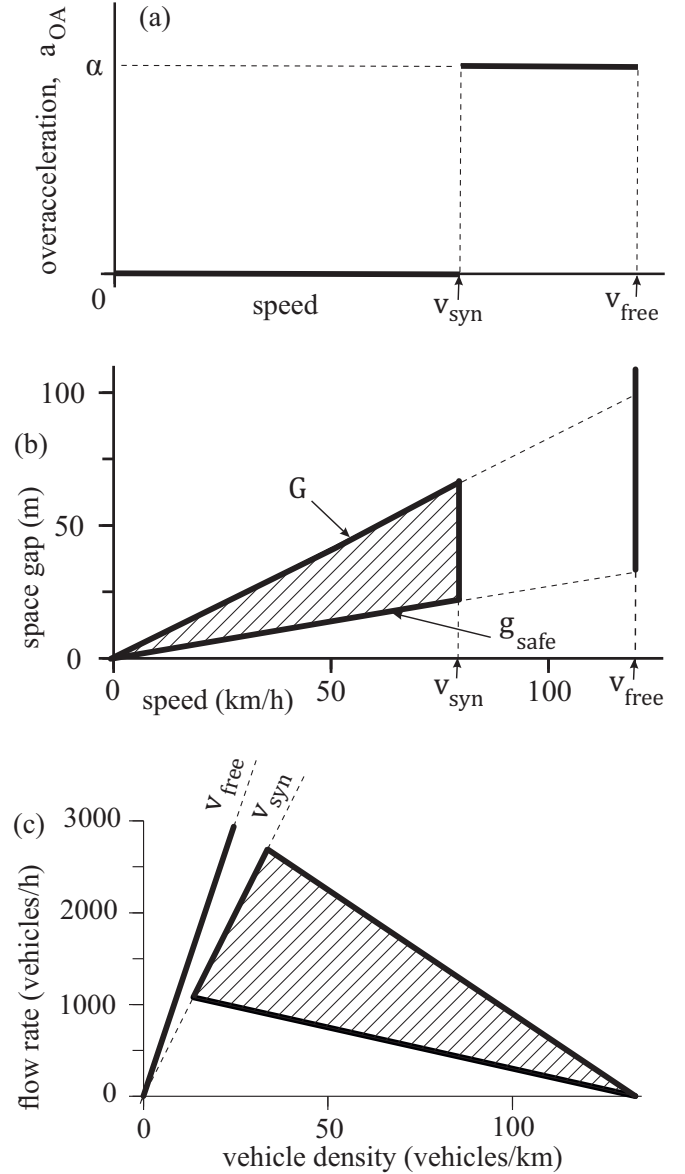 (a)
overacceleration, a_OA
α
0
speed
v_syn
v_free
(b)
space gap (m)
100
50
0
G
g_safe
0
50
100
speed (km/h)
v_syn
v_free
(c)
flow rate (vehicles/h)
v_free
v_syn
3000
2000
1000
0
0
50
100
vehicle density (vehicles/km)